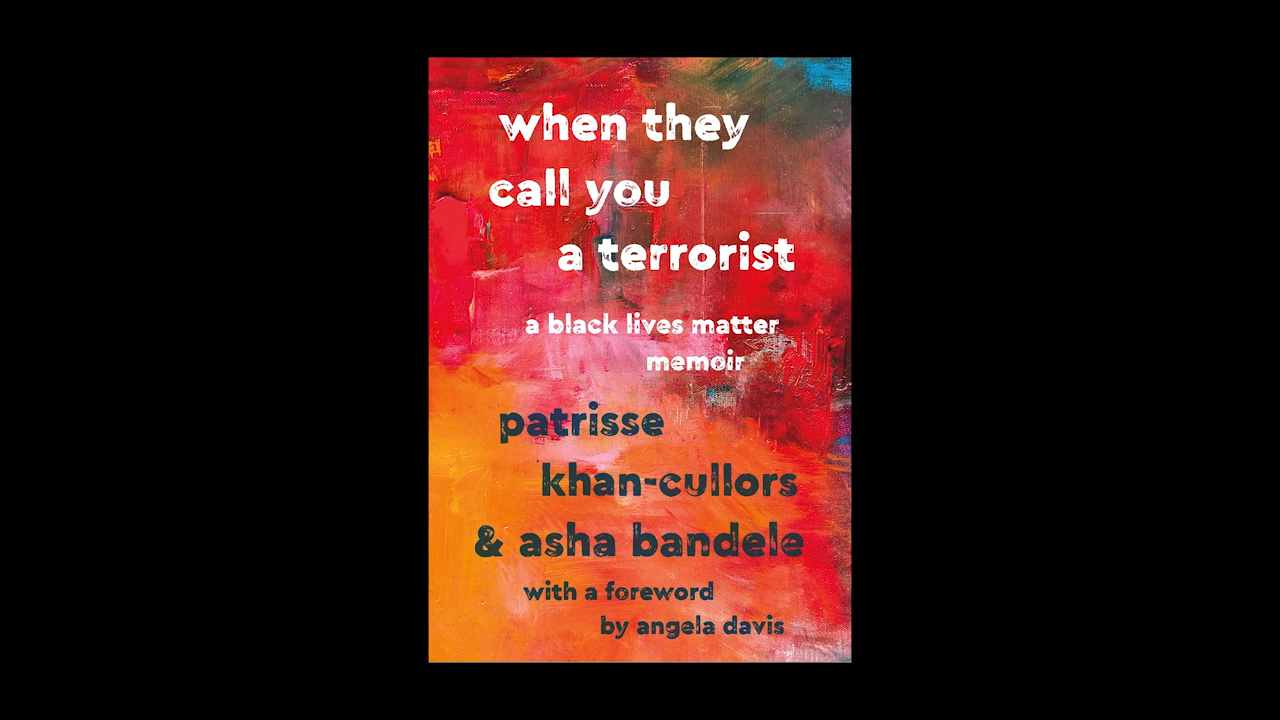 when they
call you
a terrorist
a black lives matter
memoir
patrisse
khan-cullors
& asha bandele
with a foreword
by angela davis